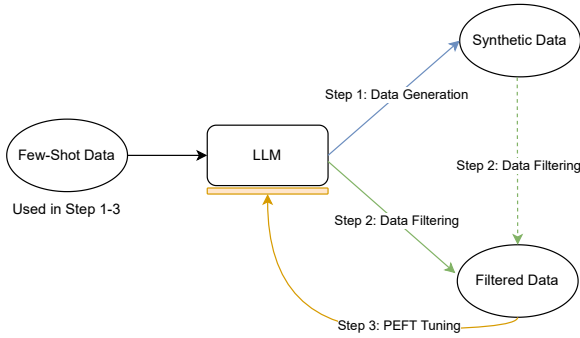 Synthetic Data
Step 1: Data Generation
Few-Shot Data
LLM
Step 2: Data Filtering
Used in Step 1-3
Step 2: Data Filtering
Filtered Data
Step 3: PEFT Tuning